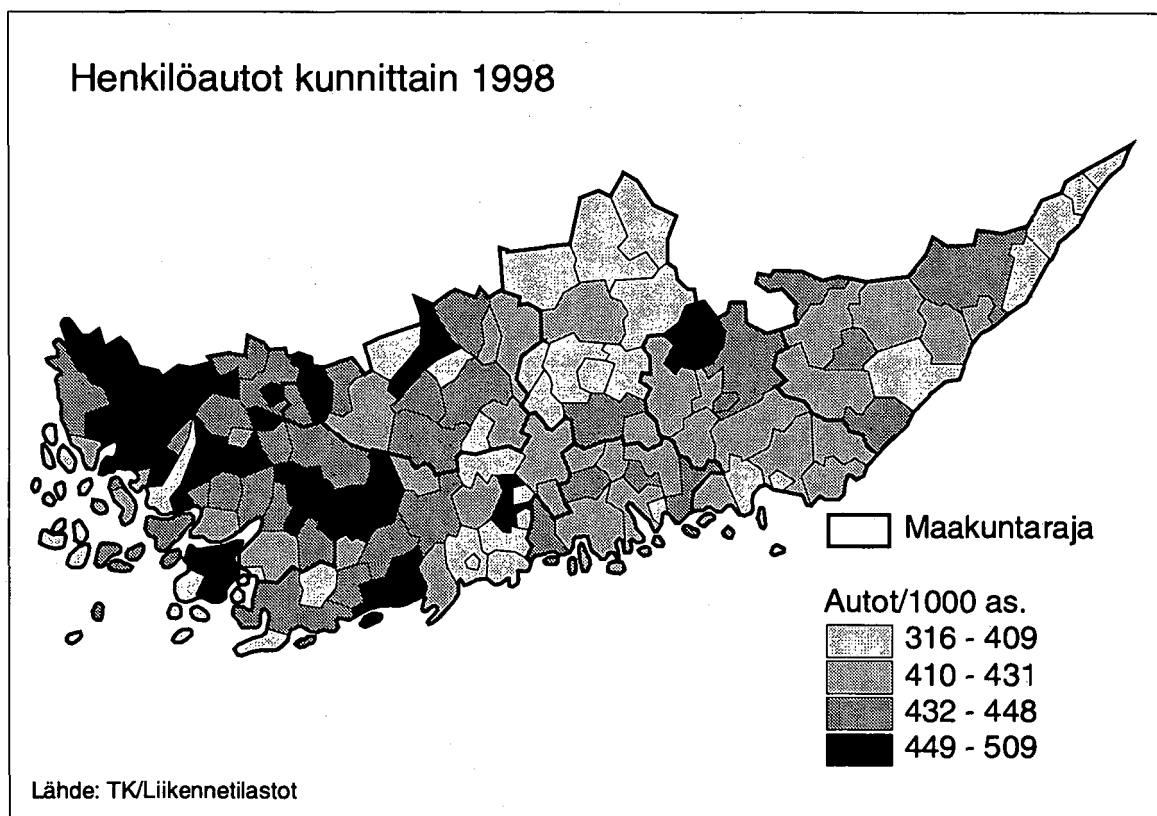 Henkilöautot kunnittain 1998
Maakuntaraja
Autot/1000 as.
316 - 409
410 - 431
432 - 448
449 - 509
Lähde: TK/Liikennetilastot